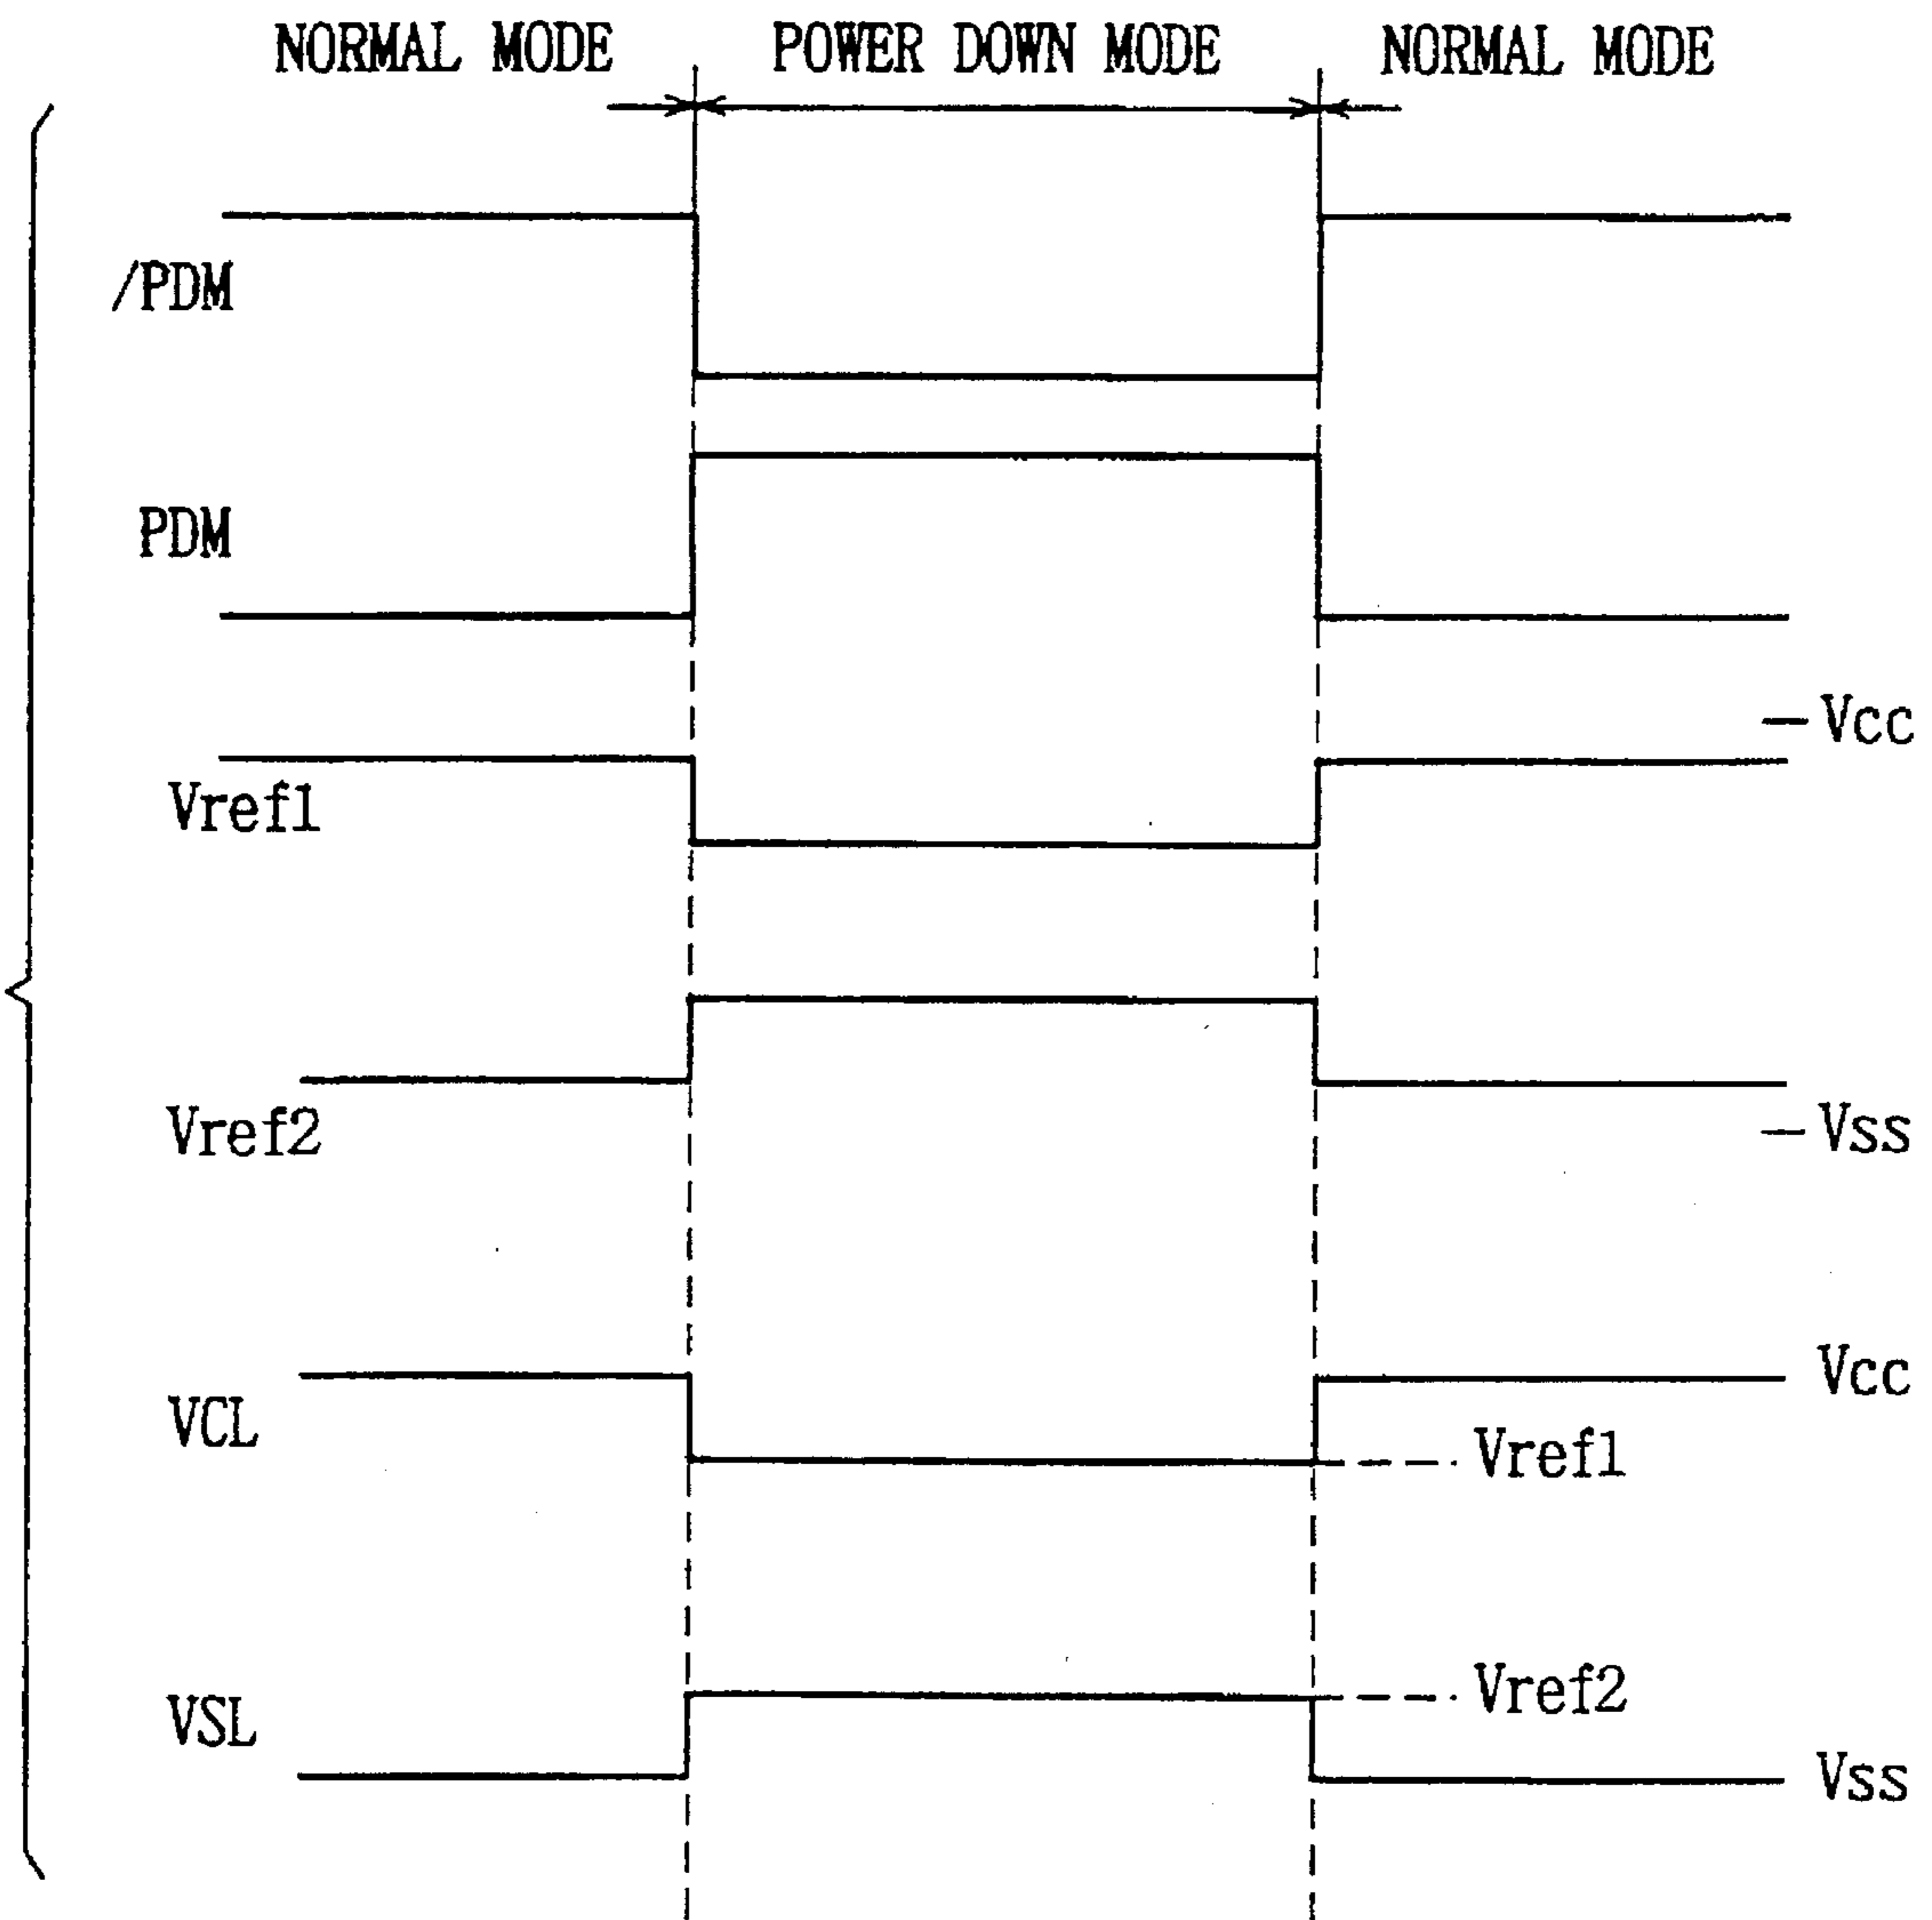 NORMAL MODE POWER DOWN MODE NORMAL MODE
/PDM
PDM
Vcc
Vref1
Vref2
Vss
Vcc
VCL
Vref1
Vref2
VSL
Vss